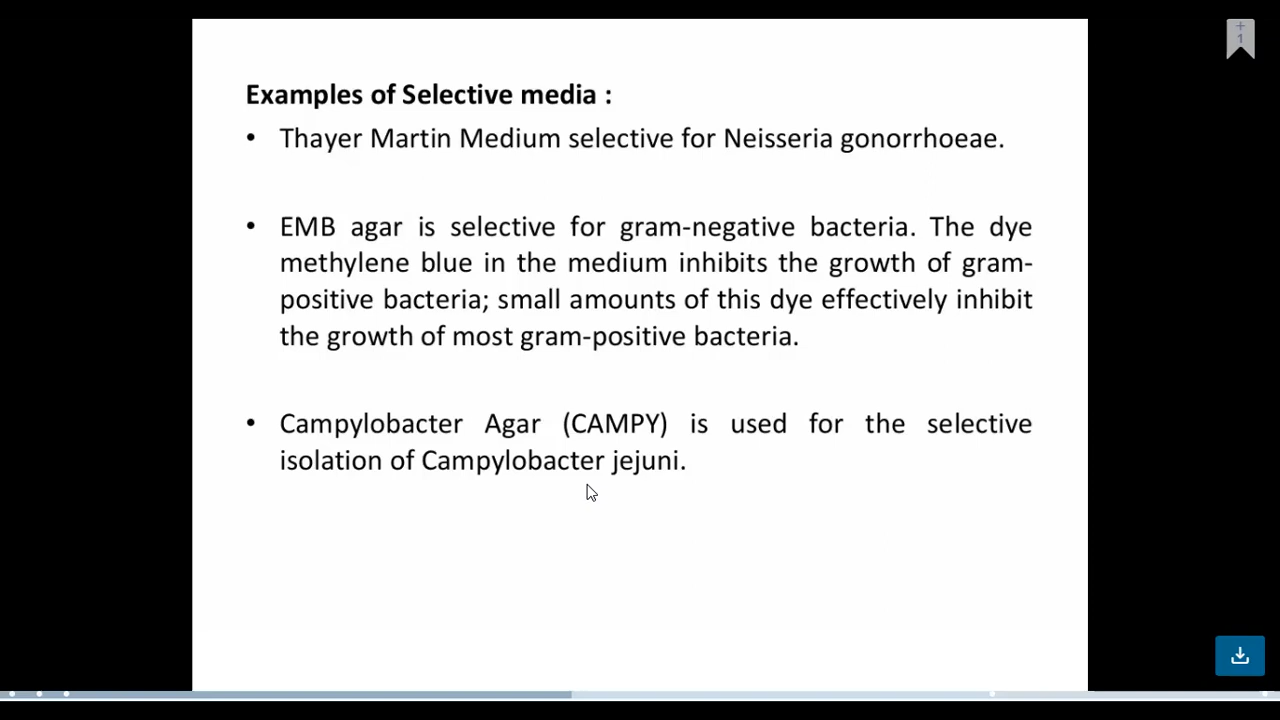 Examples of Selective media :
• Thayer Martin Medium selective for Neisseria gonorrhoeae.
• EMB agar is selective for gram-negative bacteria. The dye
methylene blue in the medium inhibits the growth of gram-
positive bacteria; small amounts of this dye effectively inhibit
the growth of most gram-positive bacteria.
• Campylobacter Agar (CAMPY) is used for the selective
isolation of Campylobacter jejuni.
+
1